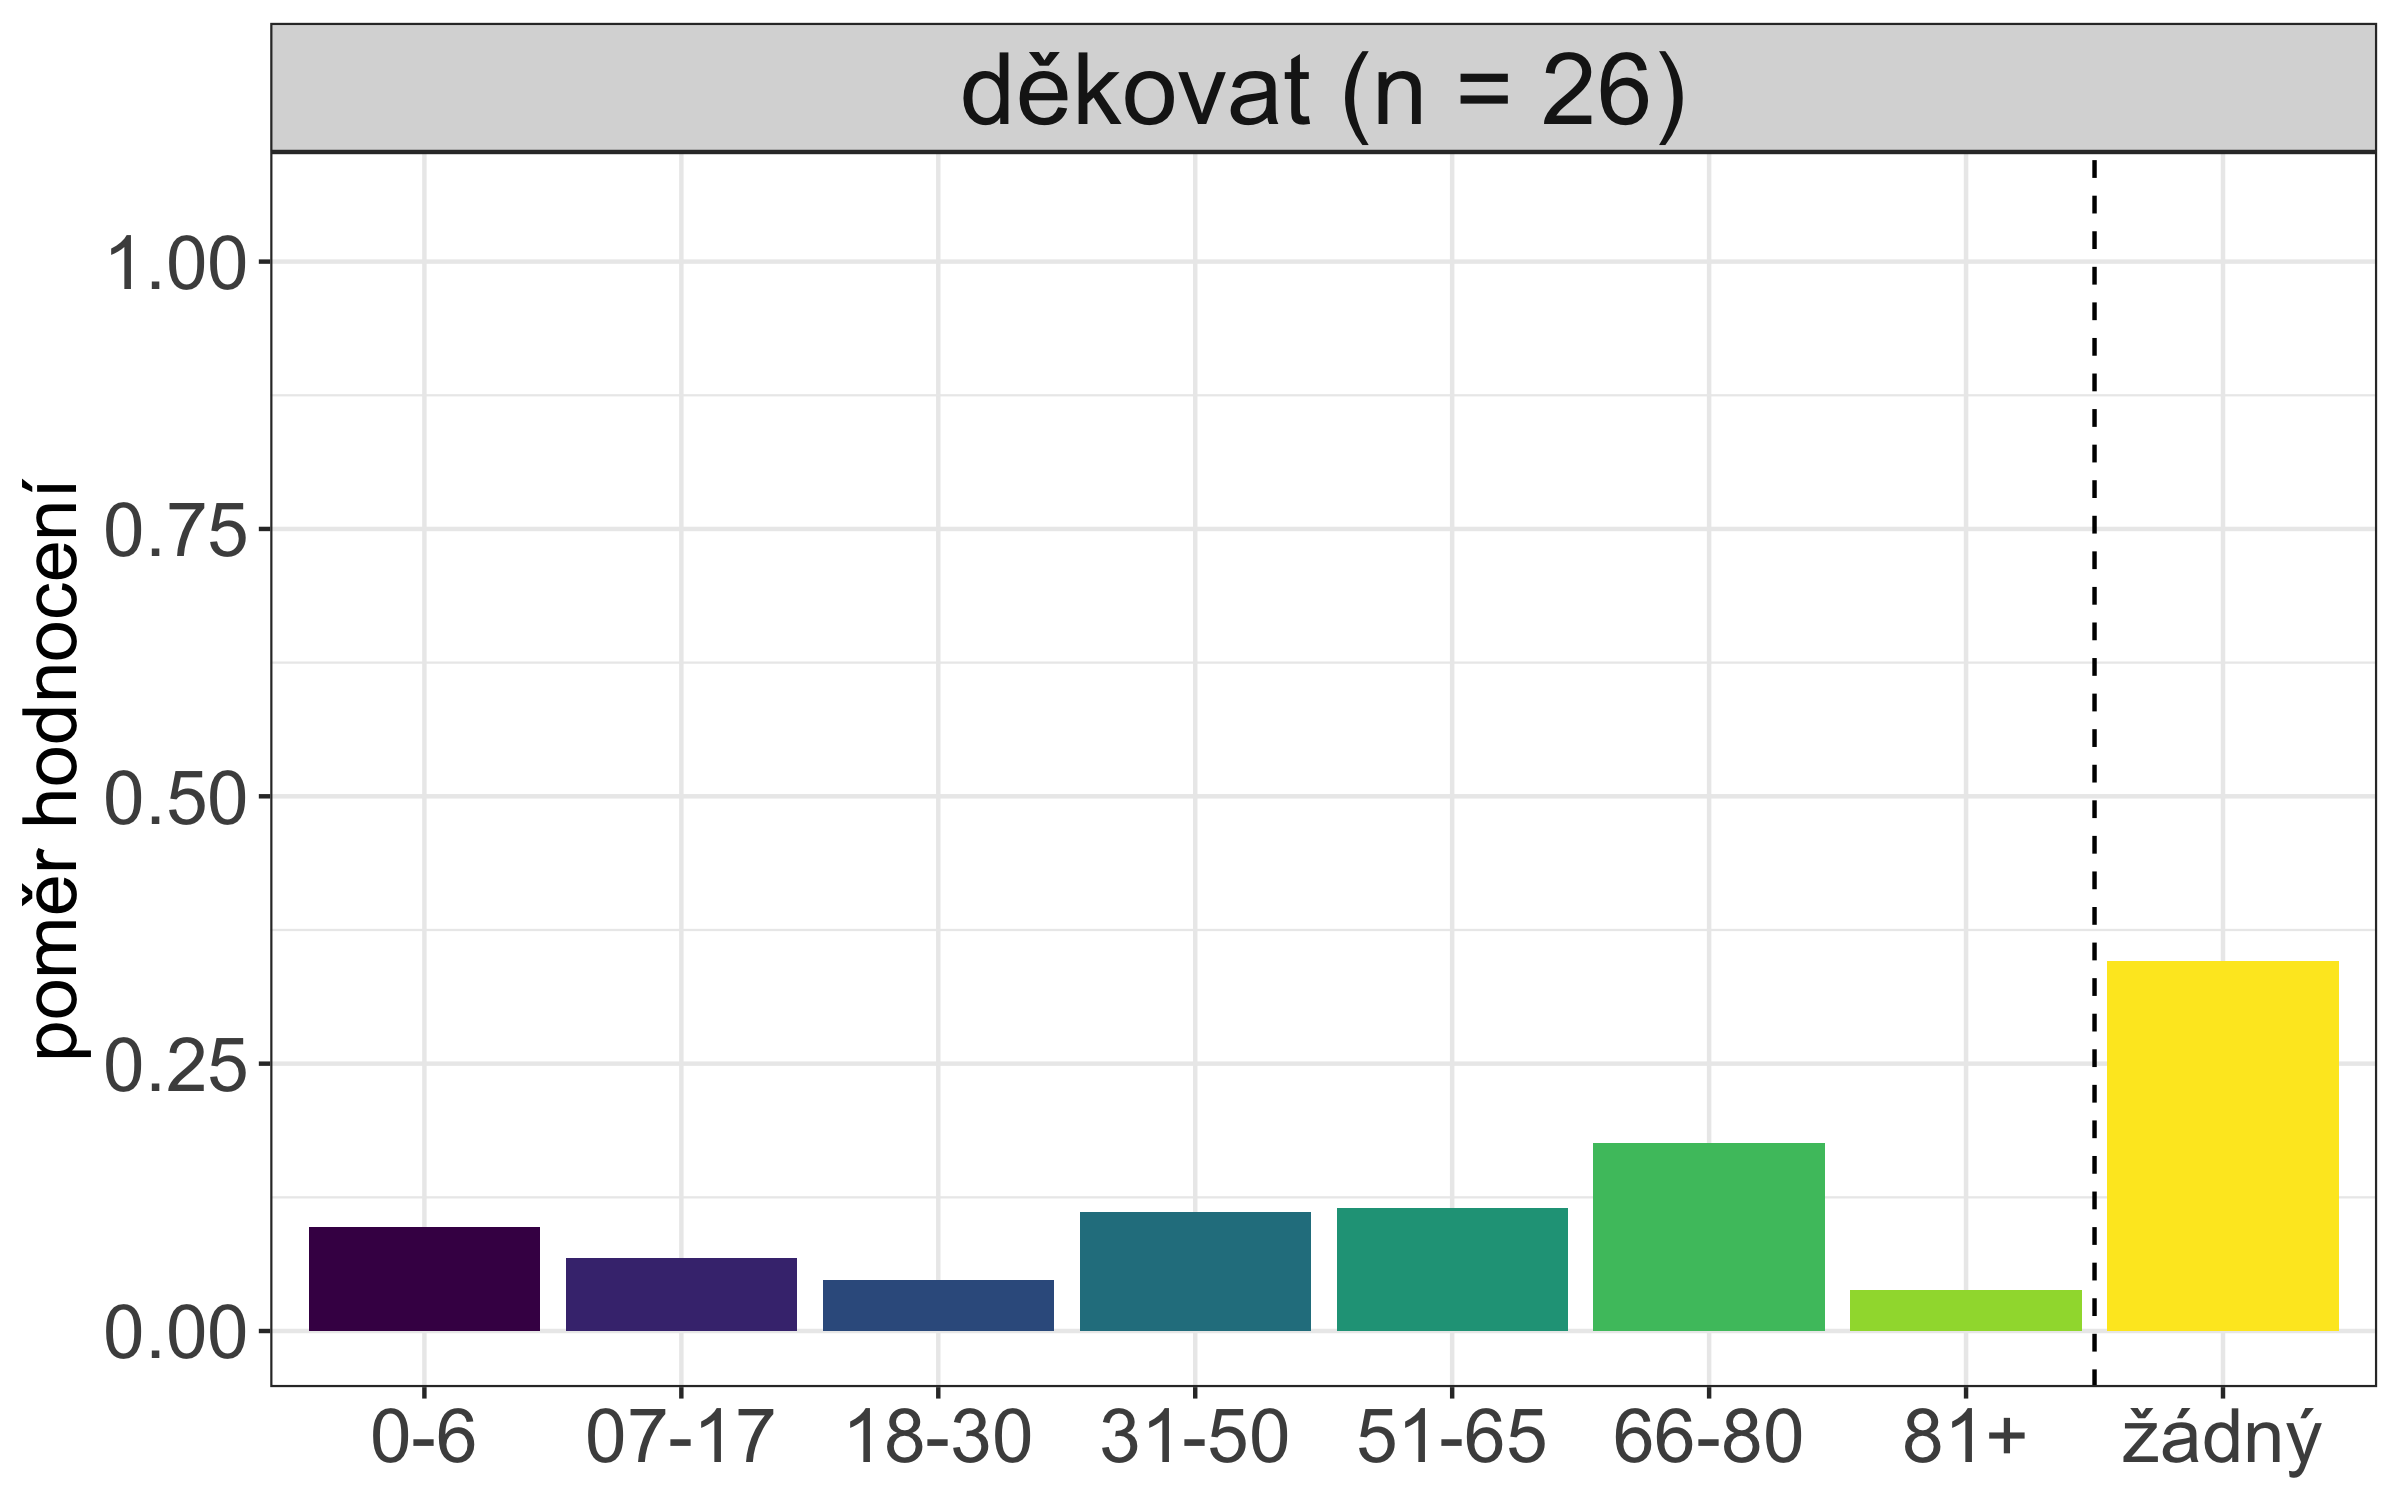 děkovat (n = 26)
poměr hodnocení
1.00
0.75
0.50
0.25
0.00
0-6 07-17 18-30 31-50 51-65 66-80 81+ žádný